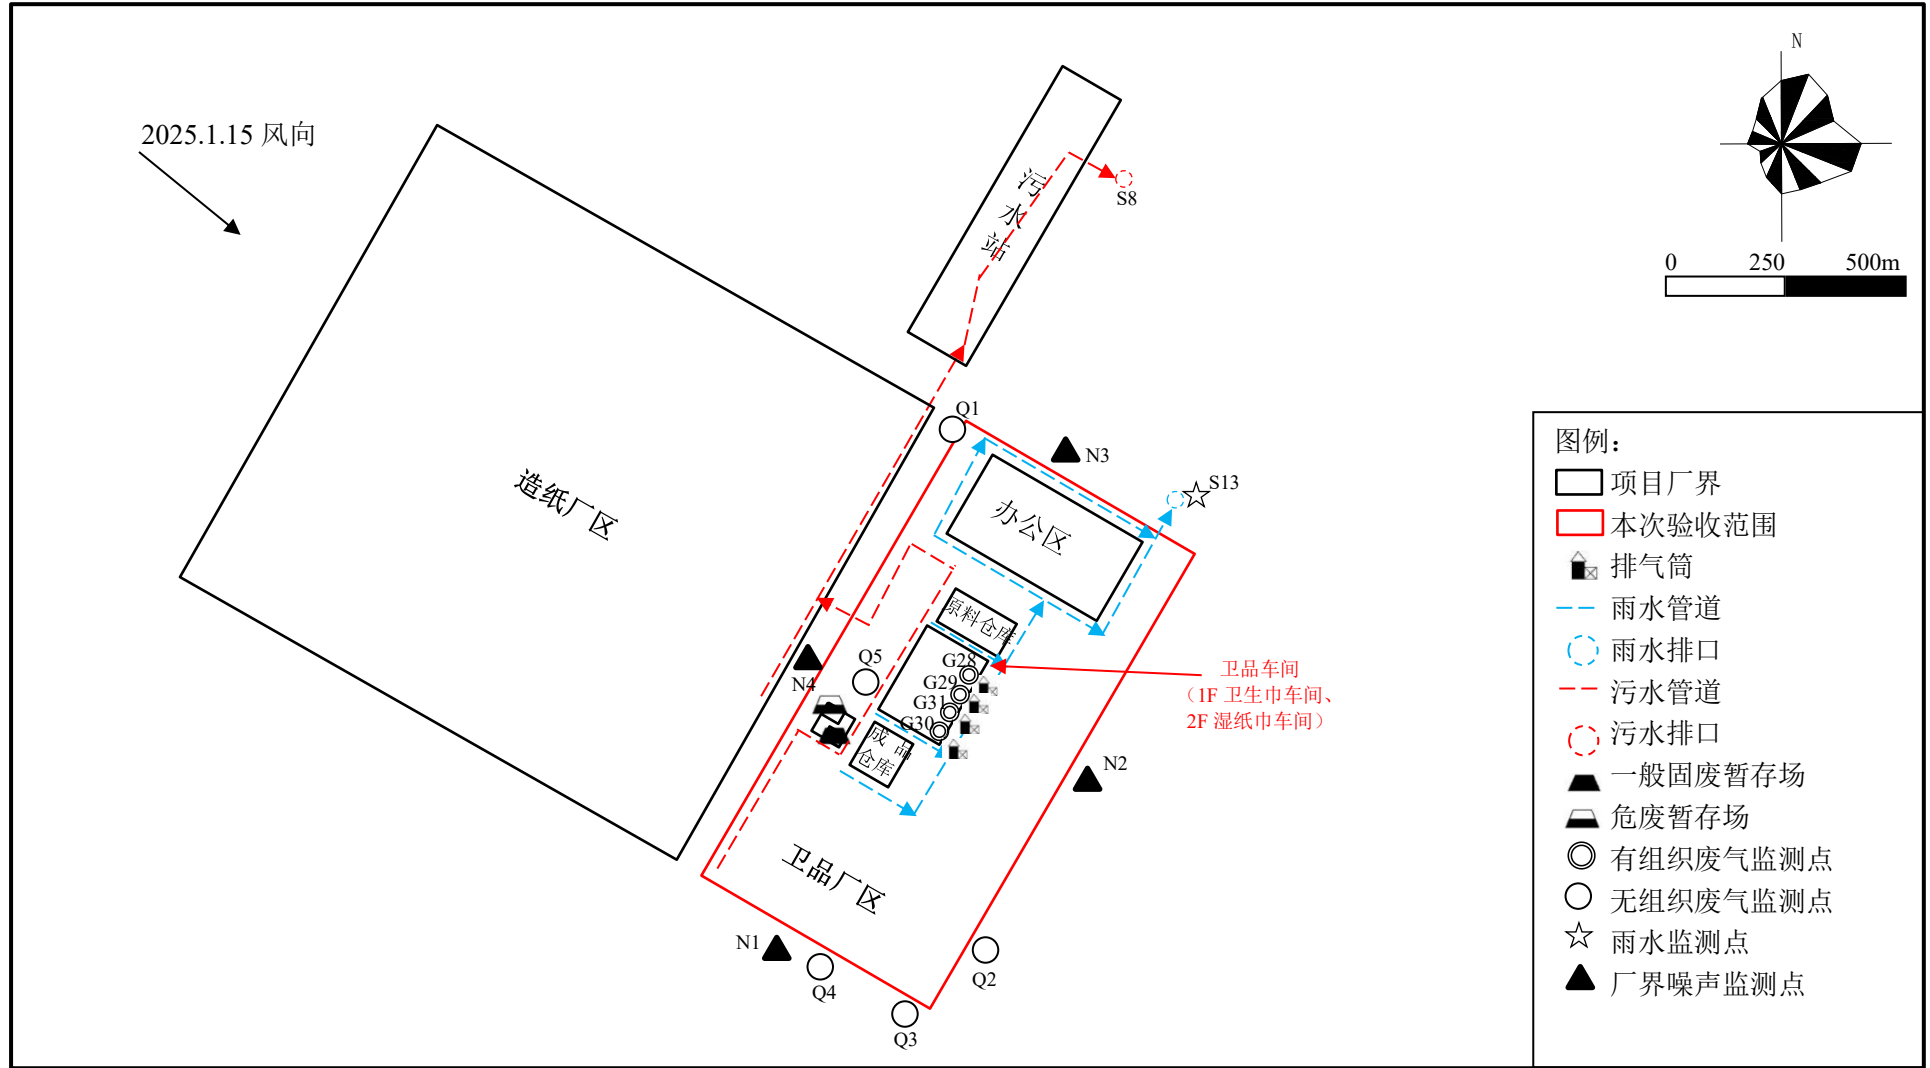 N
2025.1.15 风向
污水站
S8
0 250 500m
Q1
N3
S13
造纸厂区
办公区
原料仓库
Q5
N4
G28
G29
G31
G30
卫品车间
（1F 卫生巾车间、
2F 湿纸巾车间）
成品
仓库
N2
卫品厂区
N1
Q4
Q2
Q3
图例：
项目厂界
本次验收范围
排气筒
雨水管道
雨水排口
污水管道
污水排口
一般固废暂存场
危废暂存场
有组织废气监测点
无组织废气监测点
雨水监测点
厂界噪声监测点